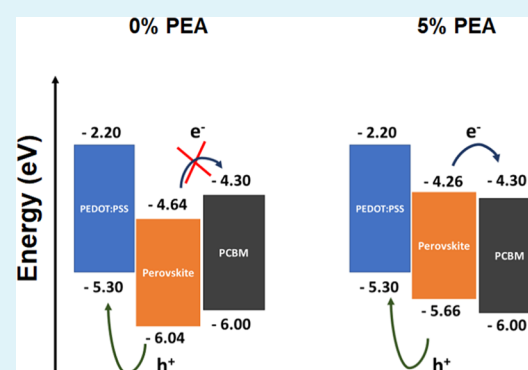 0% PEA
5% PEA
Energy (eV)
- 2.20
e-
- 4.30
- 4.64
PEDOT:PSS
Perovskite
PCBM
- 5.30
- 6.00
- 6.04
h+
- 2.20
e-
- 4.26
- 4.30
PEDOT:PSS
Perovskite
PCBM
- 5.30
- 5.66
- 6.00
h+